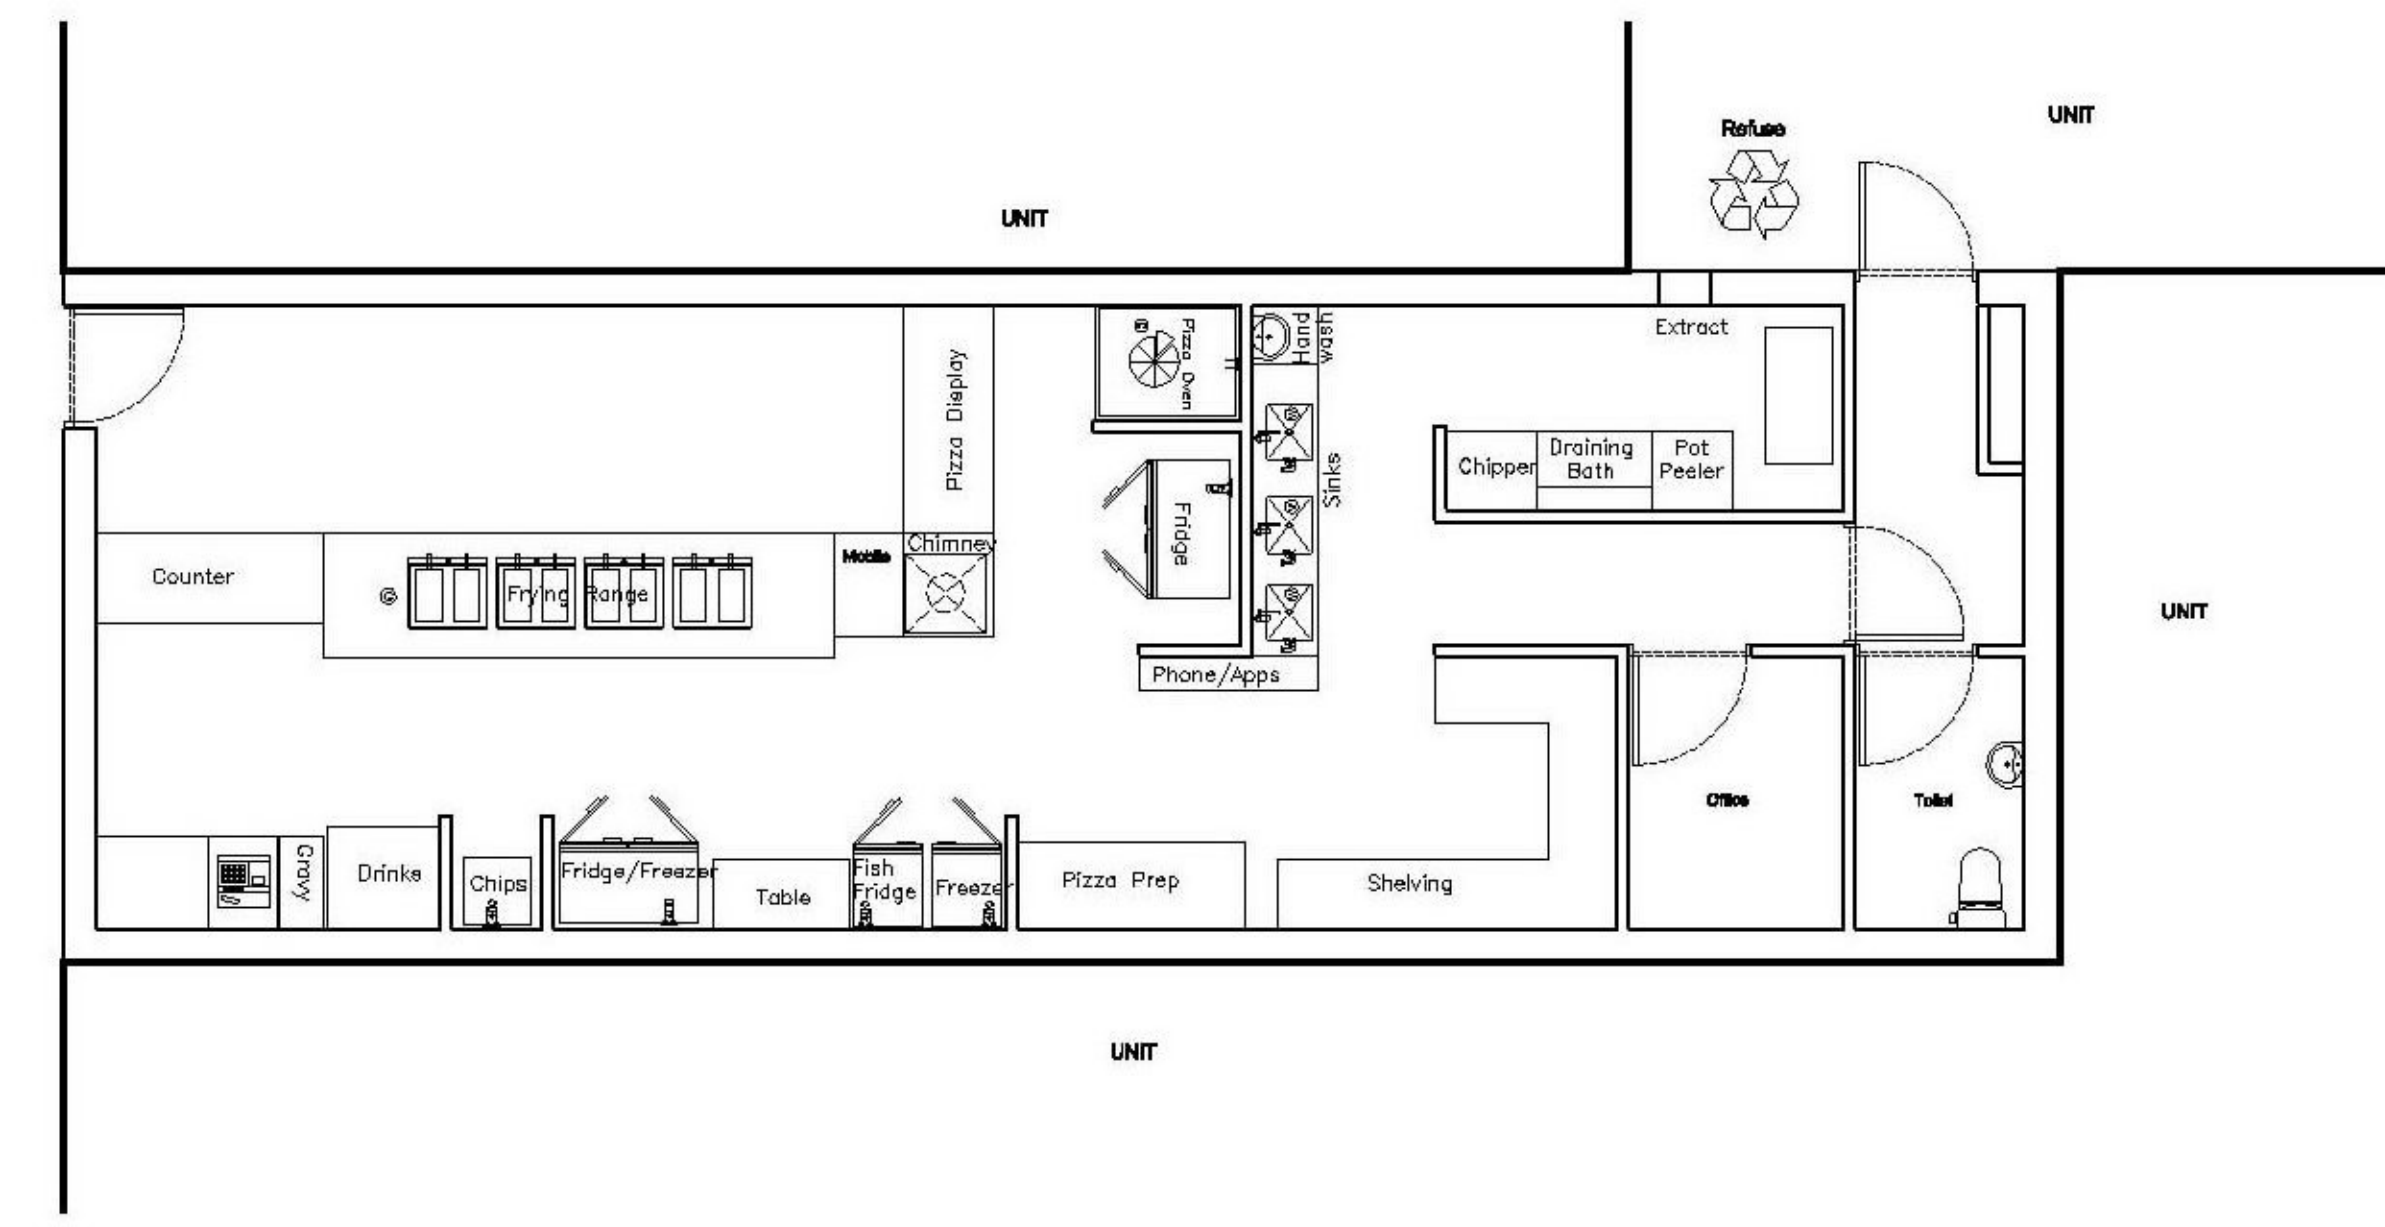 UNIT
Refuse
UNIT
Extract
Hand
wash
Pizza Oven
Pizza Display
Sinks
Chipper
Draining
Bath
Pot
Peeler
Fridge
Chimney
Mobile
Counter
Frying Range
UNIT
Phone/Apps
Office
Toilet
Gravy
Drinks
Chips
Fridge/Freezer
Table
Fish
Fridge
Freezer
Pizza Prep
Shelving
UNIT